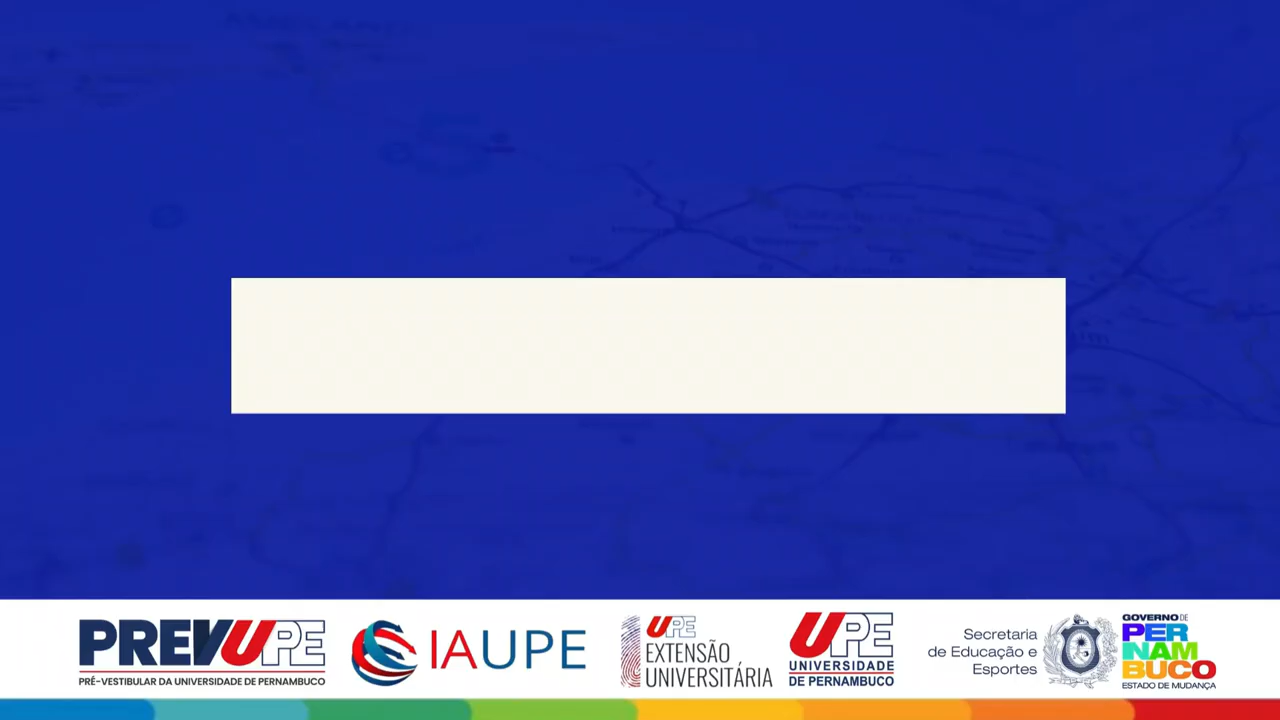 PREVUPE
PRÉ-VESTIBULAR DA UNIVERSIDADE DE PERNAMBUCO
IAUPE
UPE
EXTENSÃO
UNIVERSITÁRIA
UPE
UNIVERSIDADE
DE PERNAMBUCO
Secretaria
de Educação e
Esportes
GOVERNO DE
PER
NAM
BUCO
ESTADO DE MUDANÇA